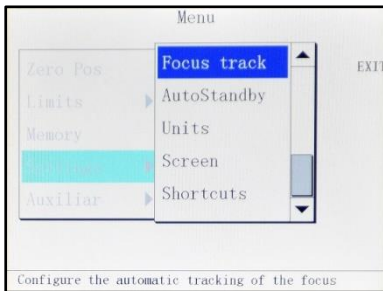 Menu
Zero Pos
Limits
Memory
Settings
Auxiliar
Focus track
AutoStandby
Units
Screen
Shortcuts
EXIT
Configure the automatic tracking of the focus